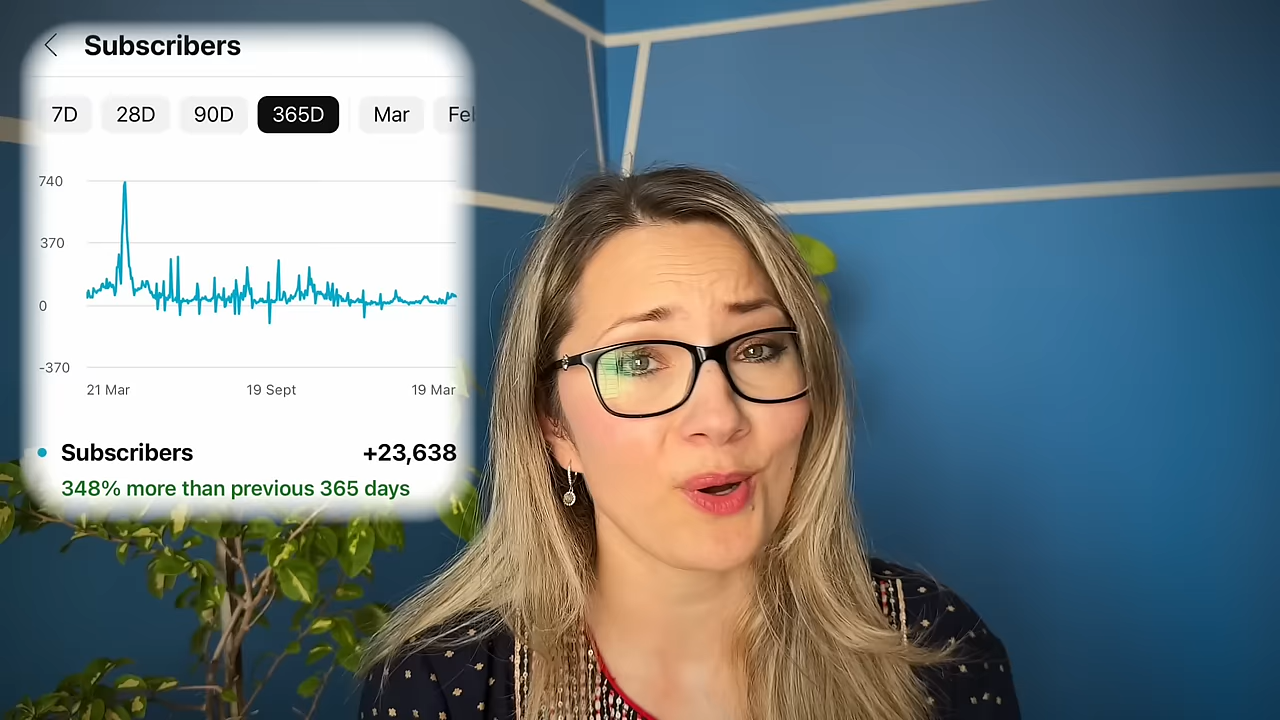 Subscribers
7D 28D 90D 365D Mar Fel
740
370
0
-370
21 Mar 19 Sept 19 Mar
Subscribers +23,638
348% more than previous 365 days